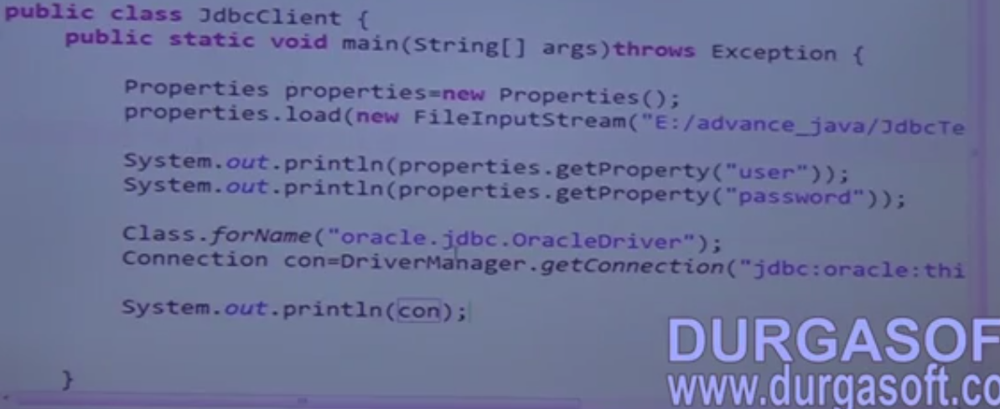 public class JdbcClient {
public static void main(String[] args)throws Exception {
Properties properties=new Properties();
properties.load(new FileInputStream("E:/advance_java/JdbcTe
System.out.println(properties.getProperty("user"));
System.out.println(properties.getProperty("password"));
Class.forName("oracle.jdbc.OracleDriver");
Connection con=DriverManager.getConnection("jdbc:oracle:thi
System.out.println(con);
}
DURGASOF
www.durgasoft.co